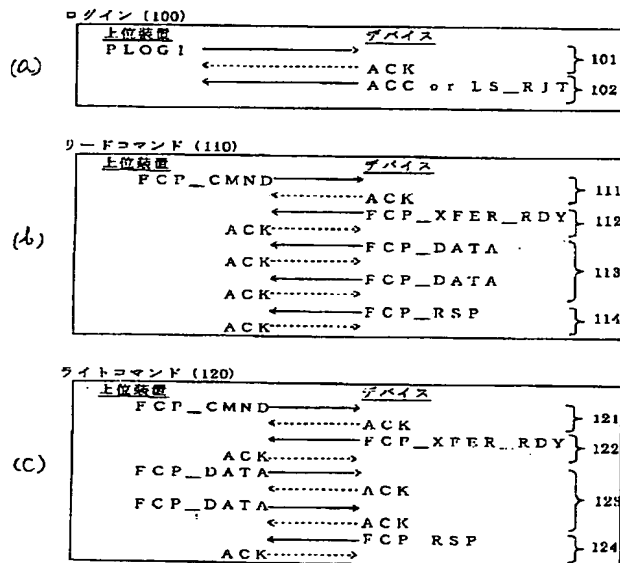 ログイン (100)
(a)
上位装置 デバイス
PLOGI
ACK
101
ACC or LS_RJT
102
リードコマンド (110)
(b)
上位装置 デバイス
FCP_CMND
ACK
111
FCP_XFER_RDY
ACK
112
FCP_DATA
ACK
FCP_DATA
ACK
113
FCP_RSP
ACK
114
ライトコマンド (120)
(c)
上位装置 デバイス
FCP_CMND
ACK
121
FCP_XFER_RDY
ACK
122
FCP_DATA
ACK
FCP_DATA
ACK
123
FCP RSP
ACK
124